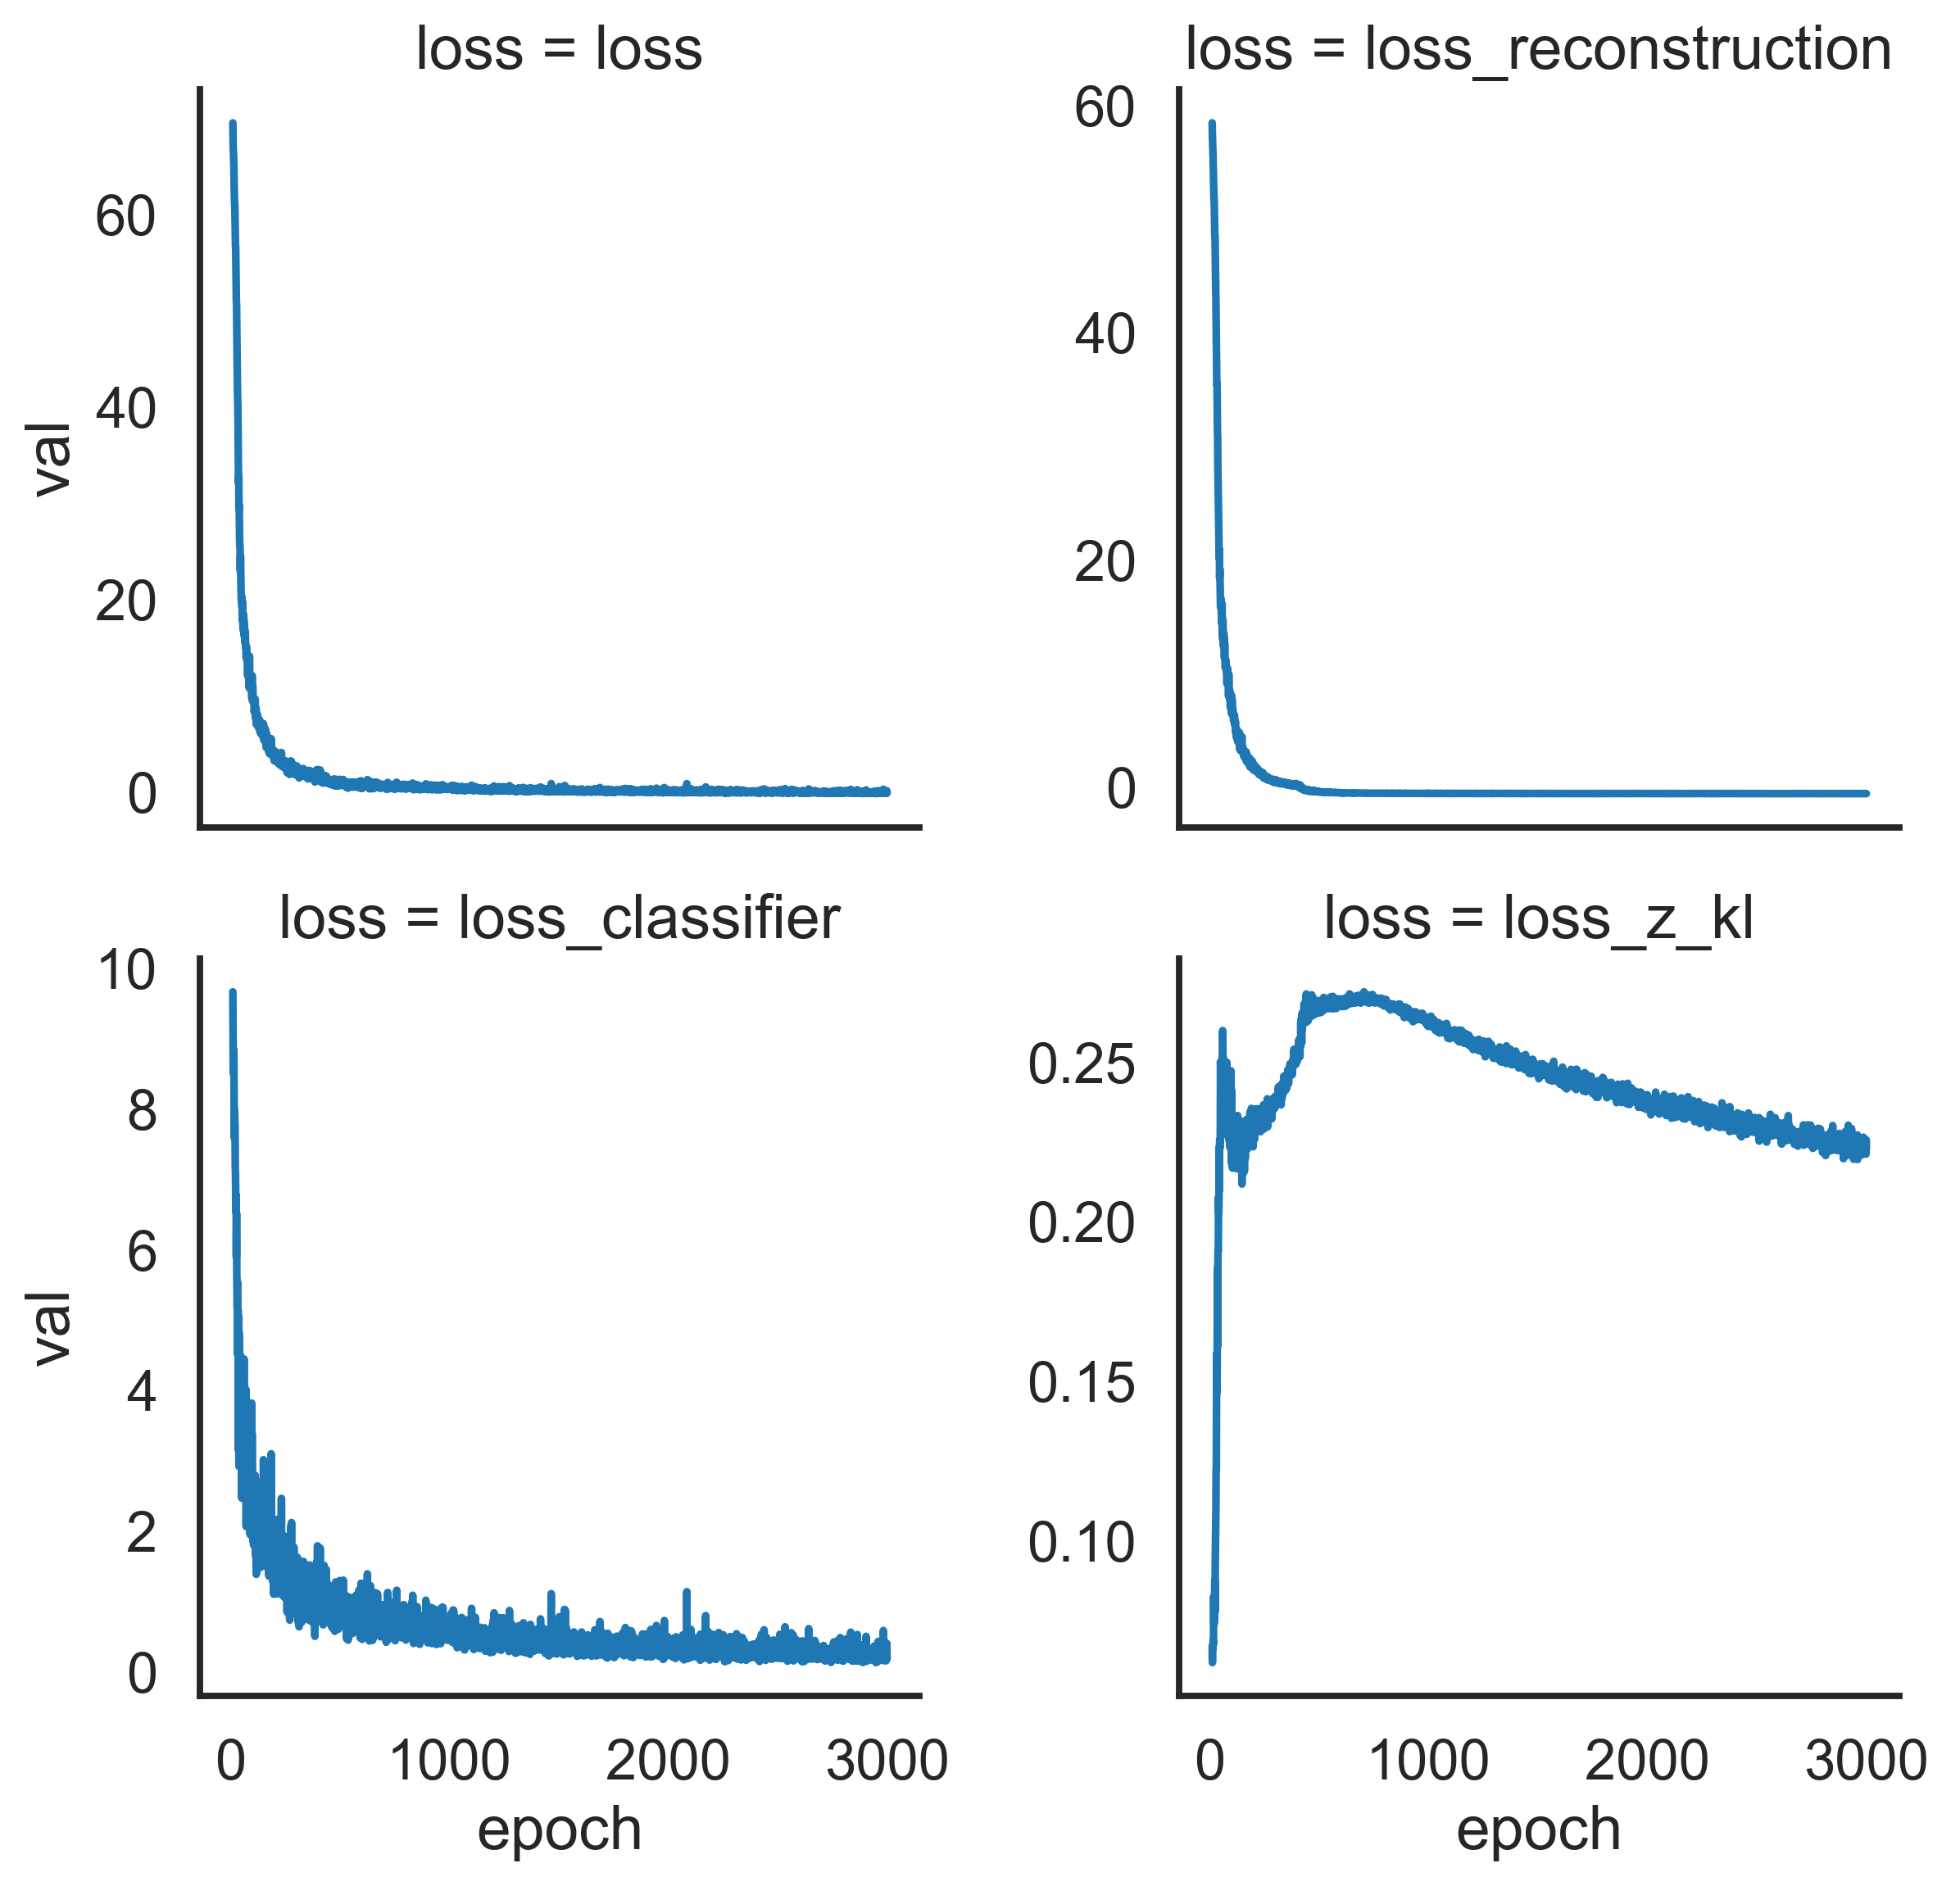 loss = loss
loss = loss_reconstruction
60
40
20
0
val
60
40
20
0
loss = loss_classifier
loss = loss_z_kl
10
8
6
4
2
0
val
0.25
0.20
0.15
0.10
0 1000 2000 3000
epoch
0 1000 2000 3000
epoch